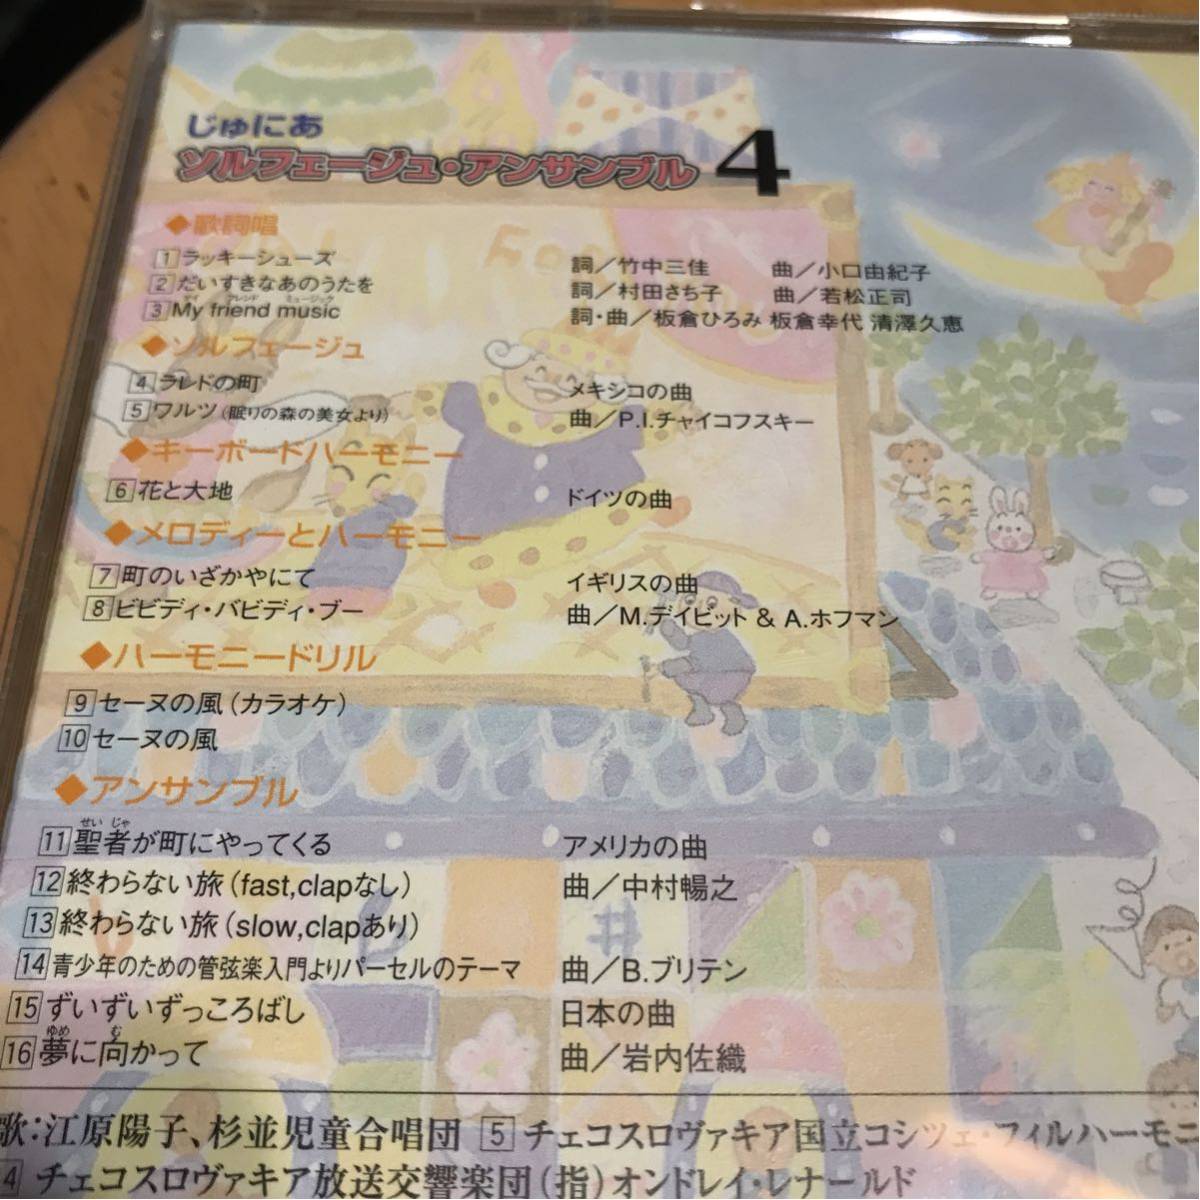 じゅにあ
ソルフェージュ・アンサンブル 4
◆歌詞唱
1 ラッキーシューズ 詞／竹中三佳 曲／小口由紀子
2 だいすきなあのうたを 詞／村田さち子 曲／若松正司
マイ フレンド ミュージック
3 My friend music 詞・曲／板倉ひろみ 板倉幸代 清澤久恵
◆ソルフェージュ
4 ラレドの町 メキシコの曲
5 ワルツ（眠りの森の美女より） 曲／P.I.チャイコフスキー
◆キーボードハーモニー
6 花と大地 ドイツの曲
◆メロディーとハーモニー
7 町のいざかやにて イギリスの曲
8 ビビディ・バビディ・ブー 曲／M.デイビット & A.ホフマン
◆ハーモニードリル
9 セーヌの風（カラオケ）
10 セーヌの風
◆アンサンブル
せい じゃ
11 聖者が町にやってくる アメリカの曲
12 終わらない旅（fast,clapなし） 曲／中村暢之
13 終わらない旅（slow,clapあり）
14 青少年のための管弦楽入門よりパーセルのテーマ 曲／B.ブリテン
15 ずいずいずっころばし 日本の曲
ゆめ む
16 夢に向かって 曲／岩内佐織
歌：江原陽子、杉並児童合唱団 5 チェコスロヴァキア国立コシツェ・フィルハーモニ
4 チェコスロヴァキア放送交響楽団（指）オンドレイ・レナールド